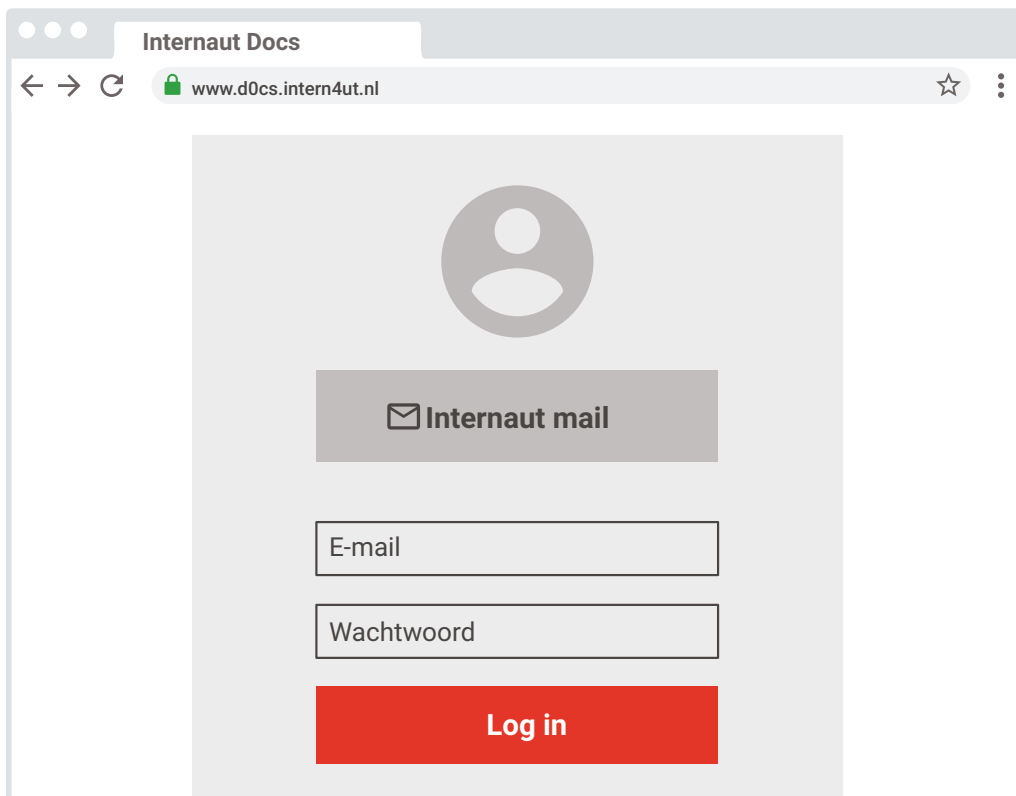 Internaut Docs
www.d0cs.intern4ut.nl
Internaut mail
E-mail
Wachtwoord
Log in